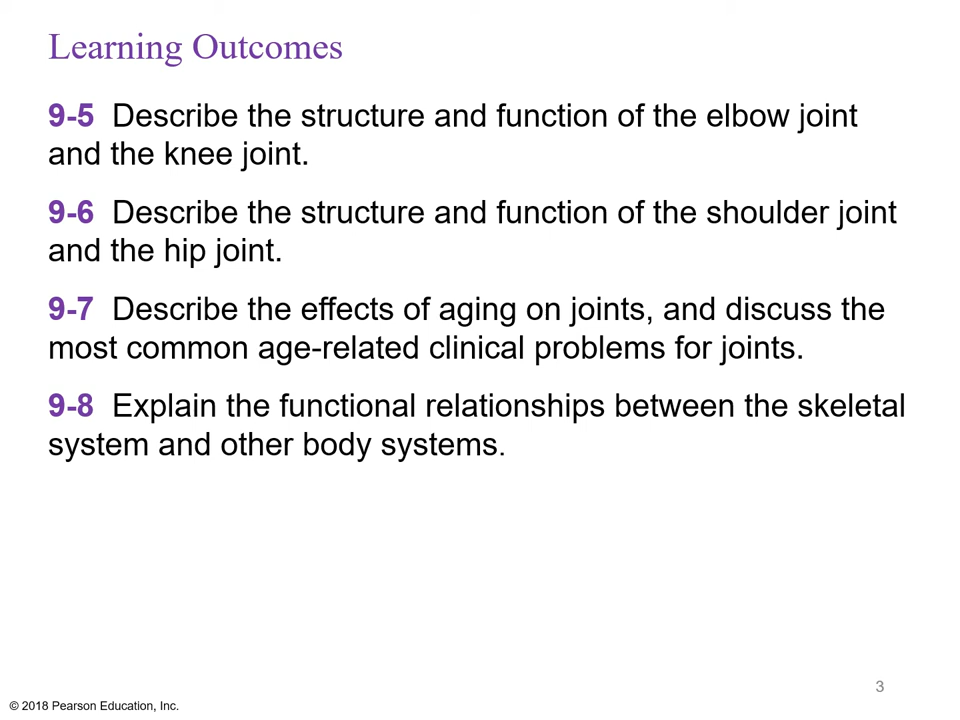 Learning Outcomes
9-5 Describe the structure and function of the elbow joint
and the knee joint.
9-6 Describe the structure and function of the shoulder joint
and the hip joint.
9-7 Describe the effects of aging on joints, and discuss the
most common age-related clinical problems for joints.
9-8 Explain the functional relationships between the skeletal
system and other body systems.
3
© 2018 Pearson Education, Inc.